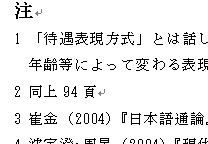 注
1 「待遇表現方式」とは話し
年齢等によって変わる表現
2 同上 94 頁
3 崔金 (2004)『日本語通論』